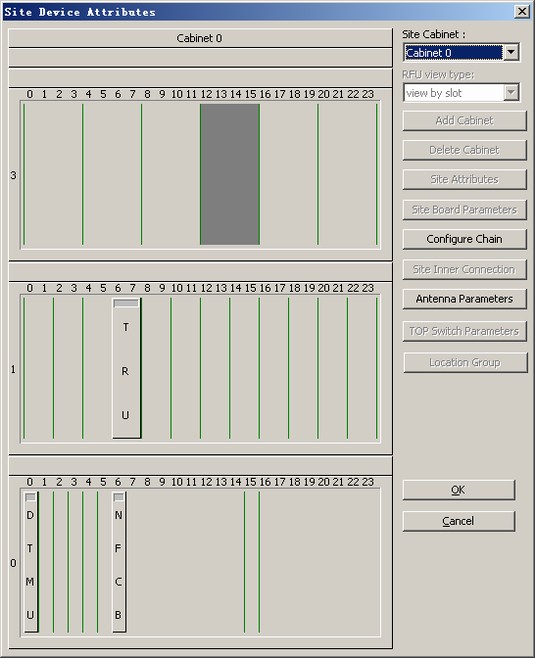 Site Device Attributes
Cabinet 0
0 1 2 3 4 5 6 7 8 9 10 11 12 13 14 15 16 17 18 19 20 21 22 23
3
0 1 2 3 4 5 6 7 8 9 10 11 12 13 14 15 16 17 18 19 20 21 22 23
1
T
R
U
0 1 2 3 4 5 6 7 8 9 10 11 12 13 14 15 16 17 18 19 20 21 22 23
0
D
T
M
U
N
F
C
B
Site Cabinet :
Cabinet 0
RFU view type:
view by slot
Add Cabinet
Delete Cabinet
Site Attributes
Site Board Parameters
Configure Chain
Site Inner Connection
Antenna Parameters
TOP Switch Parameters
Location Group
OK
Cancel